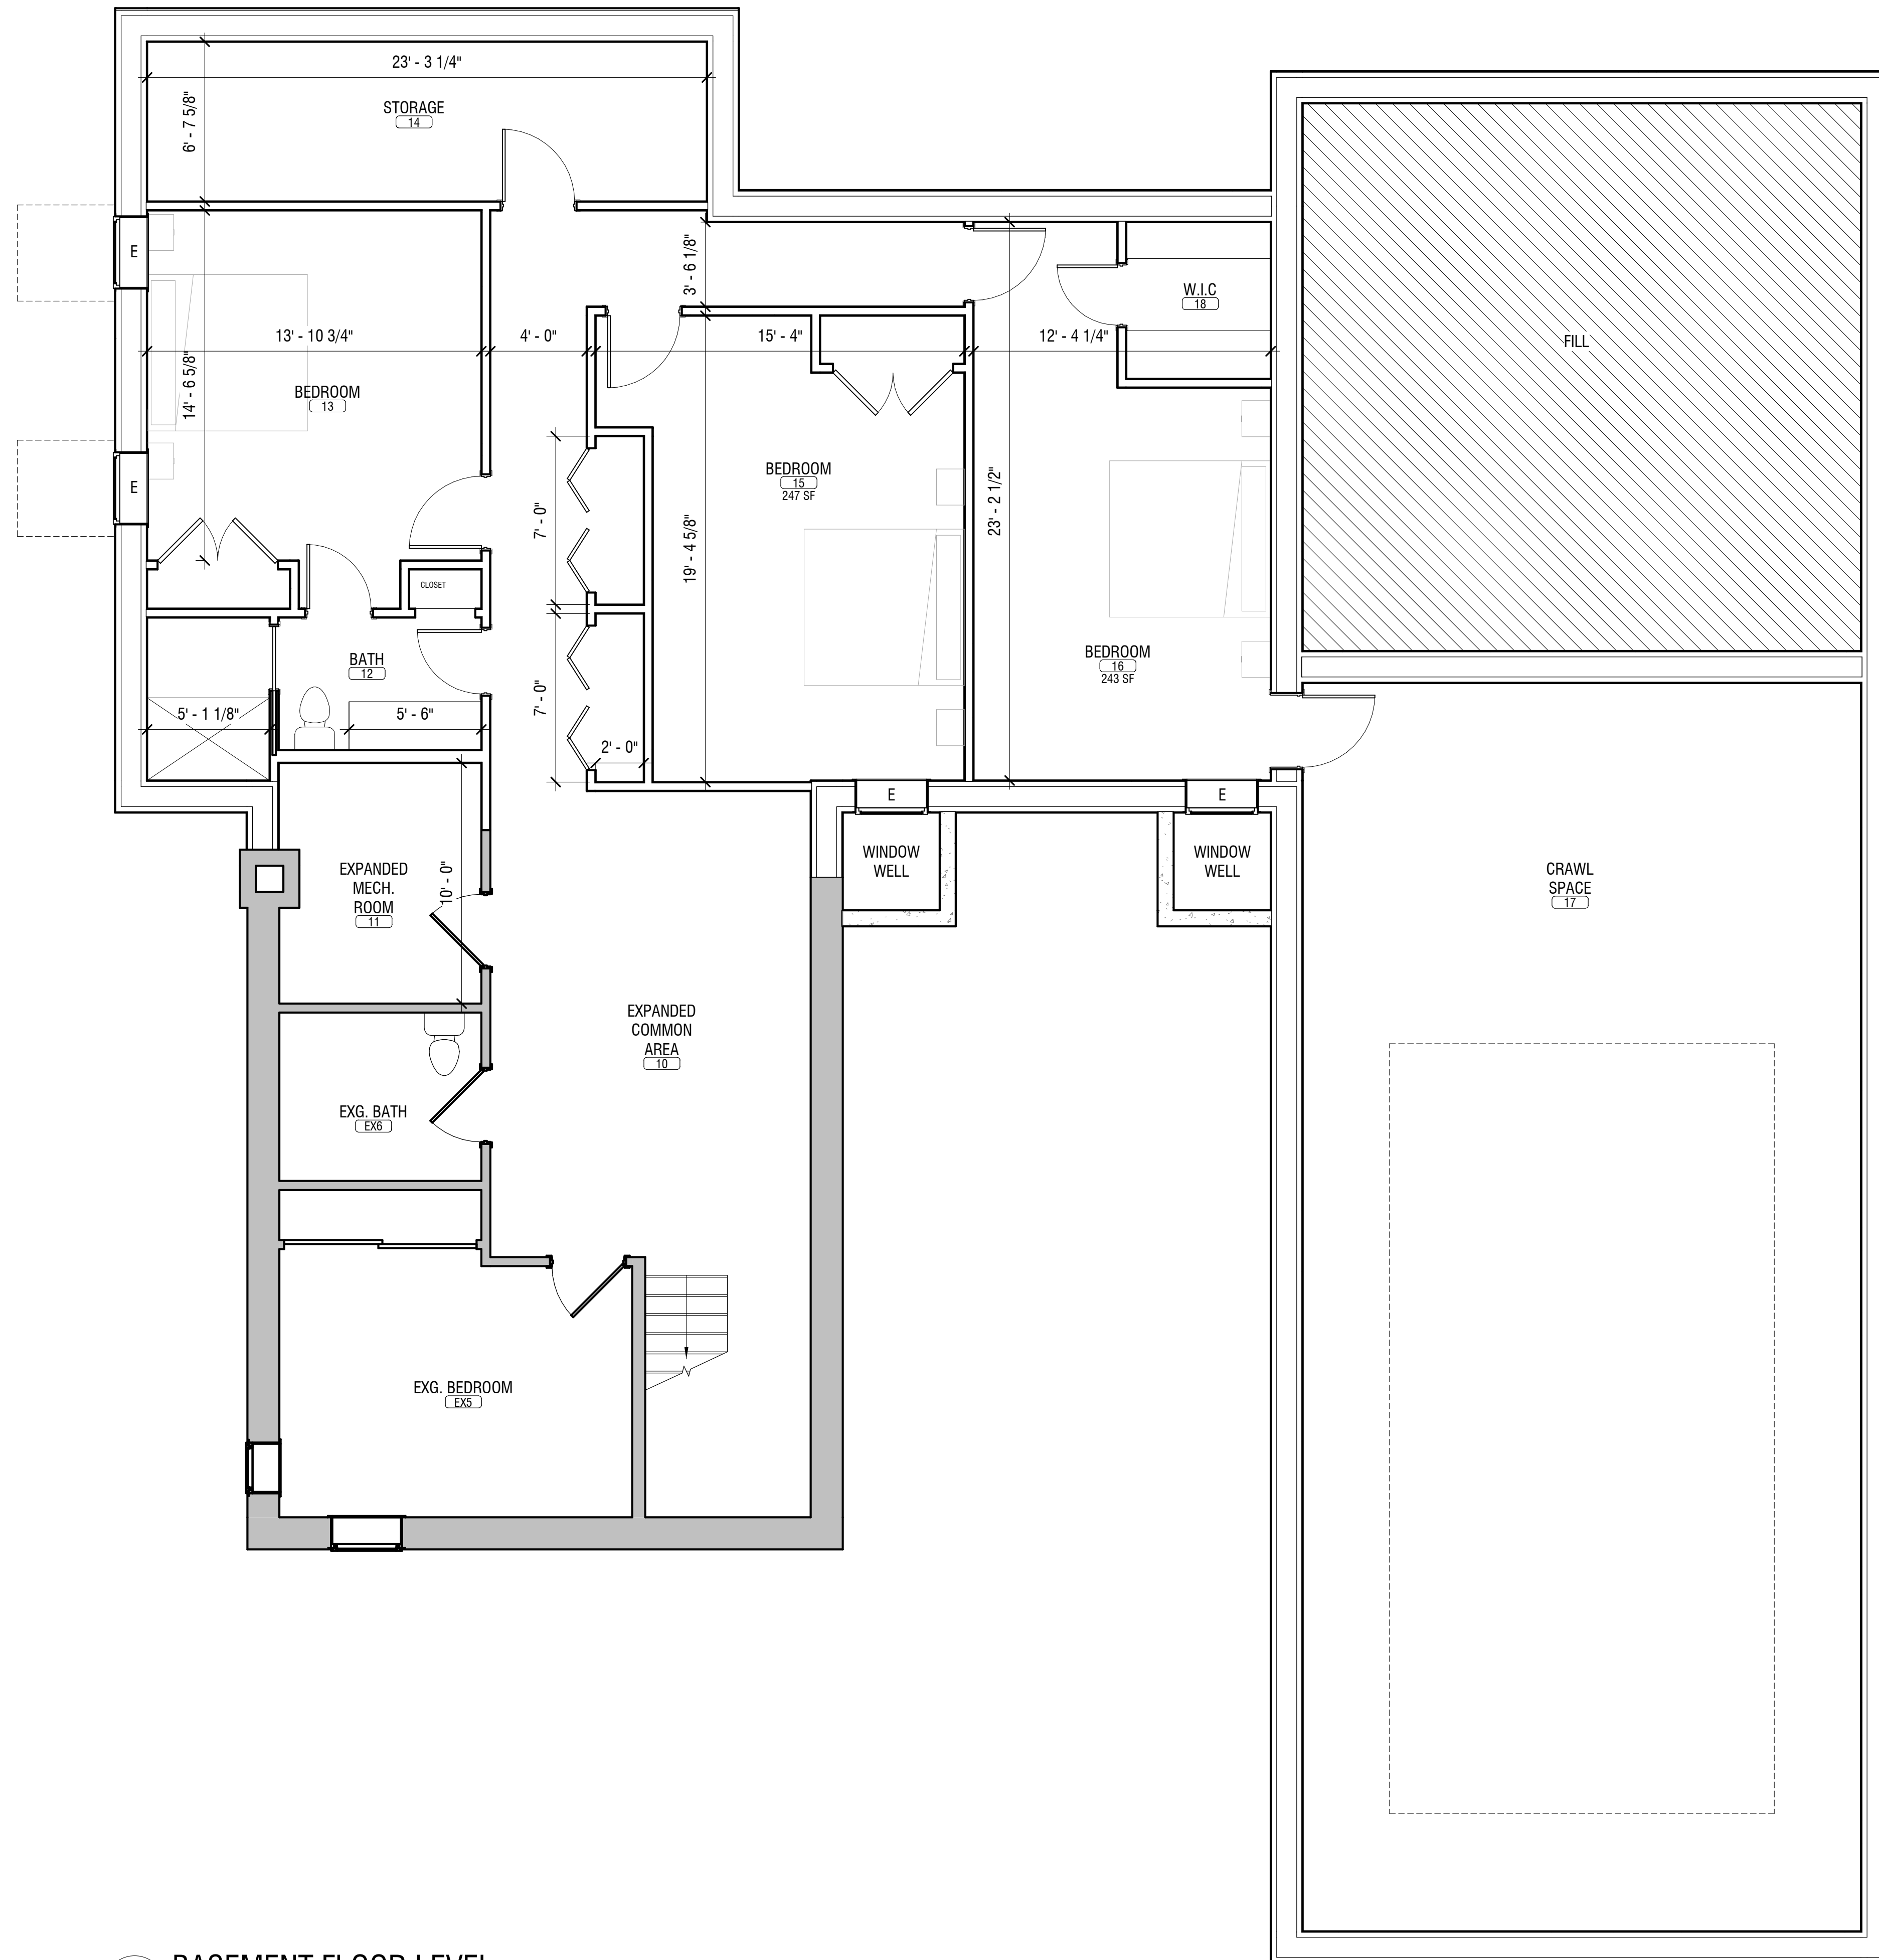 23' - 3 1/4"
STORAGE
14
6' - 7 5/8"
E
3' - 6 1/8"
W.I.C
18
13' - 10 3/4"
4' - 0"
15' - 4"
12' - 4 1/4"
FILL
14' - 6 5/8"
BEDROOM
13
E
BEDROOM
15
247 SF
7' - 0"
19' - 4 5/8"
23' - 2 1/2"
CLOSET
BATH
12
BEDROOM
16
243 SF
5' - 1 1/8"
5' - 6"
7' - 0"
2' - 0"
E
E
WINDOW
WELL
WINDOW
WELL
EXPANDED
MECH.
ROOM
11
10' - 0"
CRAWL
SPACE
17
EXPANDED
COMMON
AREA
10
EXG. BATH
EX6
EXG. BEDROOM
EX5
BASEMENT FLOOR LEVEL